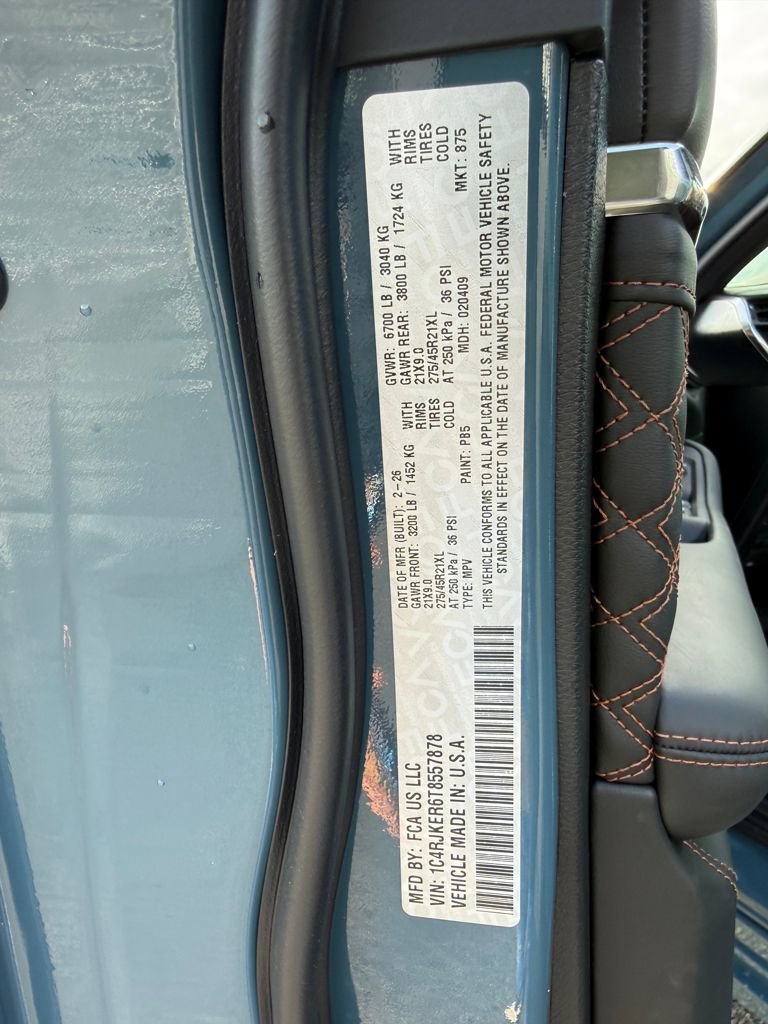 MFD BY: FCA US LLC
VIN: 1C4RJKER6T8557878
VEHICLE MADE IN: U.S.A.
DATE OF MFR (BUILT): 2-26
GAWR FRONT: 3200 LB / 1452 KG WITH
21X9.0 RIMS
275/45R21XL TIRES
AT 250 kPa / 36 PSI COLD
TYPE: MPV PAINT: PB5
GVWR: 6700 LB / 3040 KG
GAWR REAR: 3800 LB / 1724 KG WITH
21X9.0 RIMS
275/45R21XL TIRES
AT 250 kPa / 36 PSI COLD
MDH: 020409 MKT: 875
THIS VEHICLE CONFORMS TO ALL APPLICABLE U.S.A. FEDERAL MOTOR VEHICLE SAFETY
STANDARDS IN EFFECT ON THE DATE OF MANUFACTURE SHOWN ABOVE.